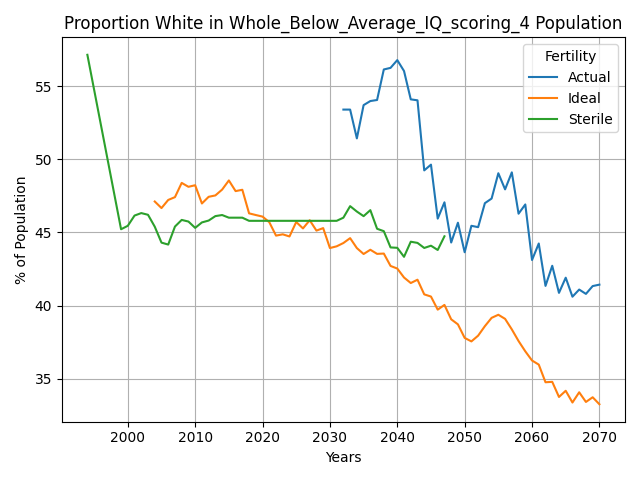 Proportion White in Whole_Below_Average_IQ_scoring_4 Population
Fertility
Actual
Ideal
Sterile
% of Population
55
50
45
40
35
2000 2010 2020 2030 2040 2050 2060 2070
Years